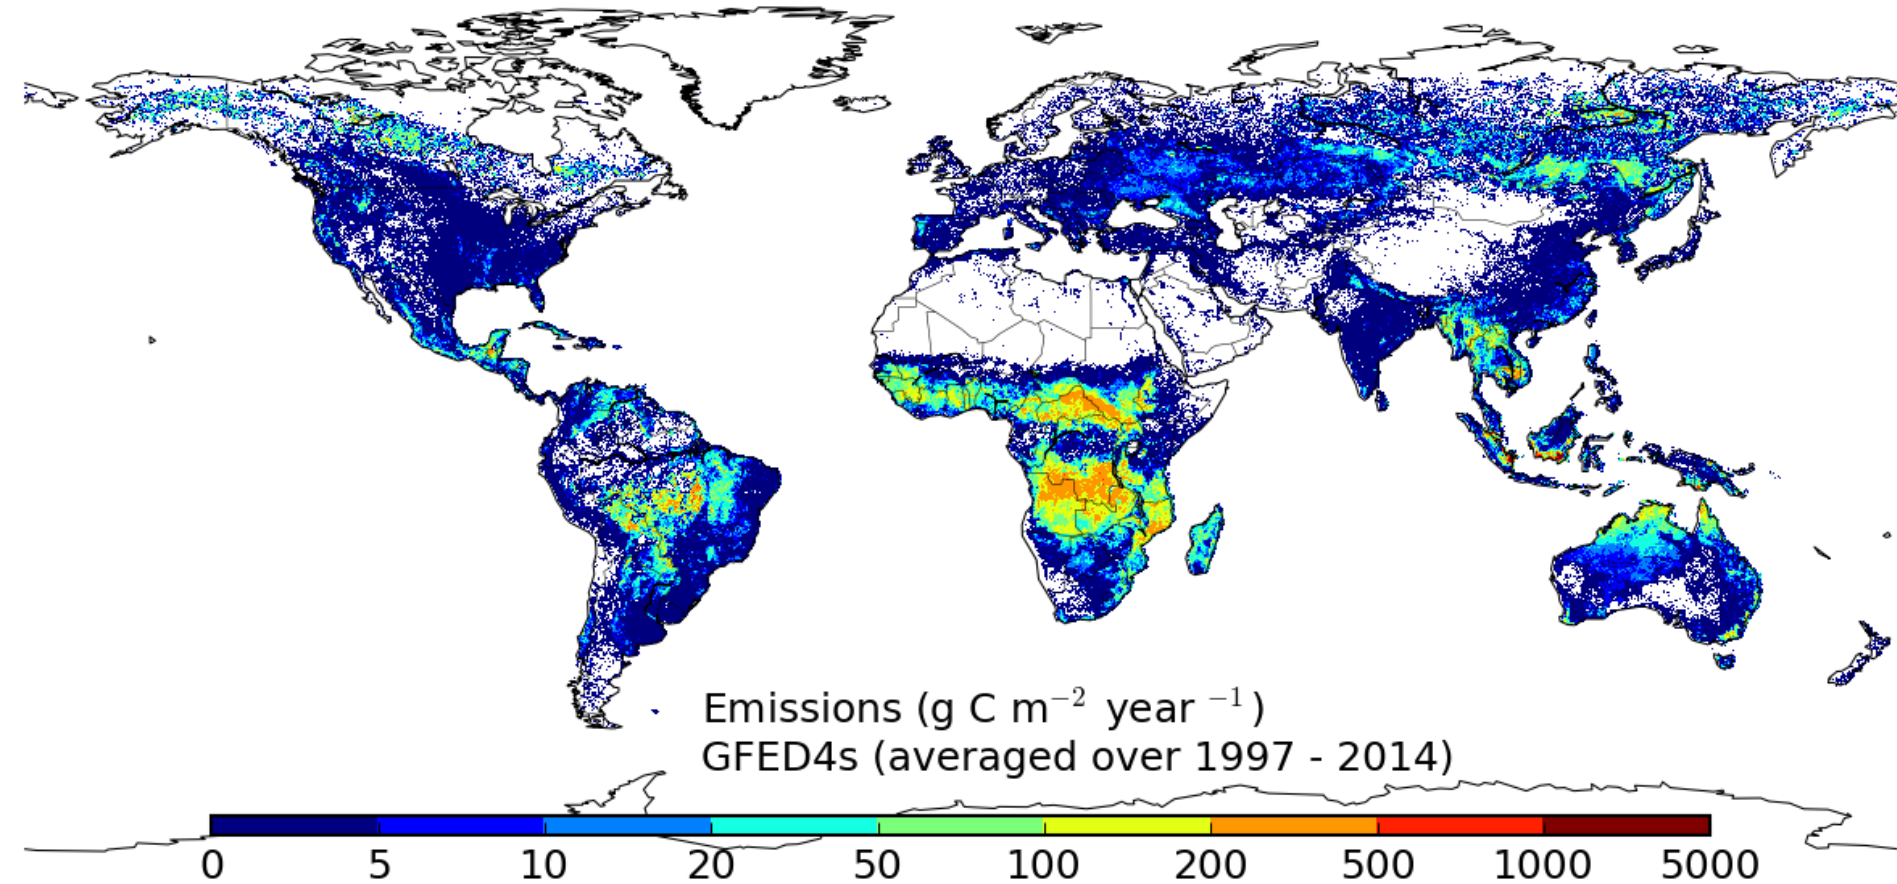 Emissions (g C m⁻² year ⁻¹)
GFED4s (averaged over 1997 - 2014)
0 5 10 20 50 100 200 500 1000 5000